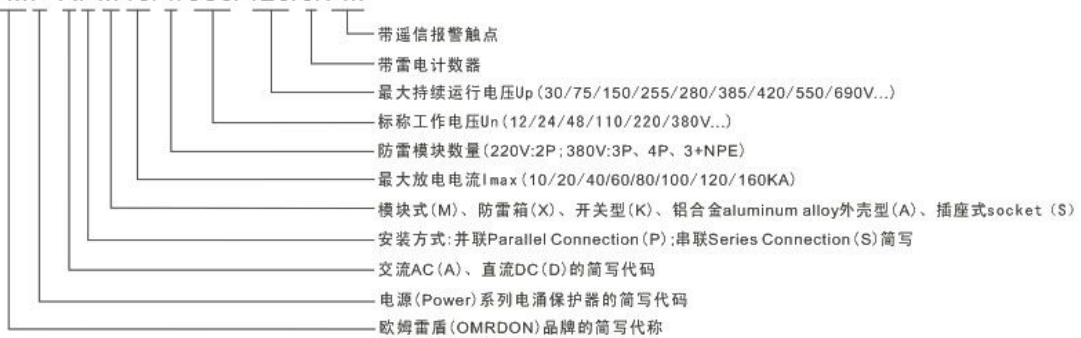 带遥信报警触点
带雷电计数器
最大持续运行电压Up(30/75/150/255/280/385/420/550/690V...)
标称工作电压Un(12/24/48/110/220/380V...)
防雷模块数量(220V:2P;380V:3P、4P、3+NPE)
最大放电电流Imax(10/20/40/60/80/100/120/160KA)
模块式(M)、防雷箱(X)、开关型(K)、铝合金aluminum alloy外壳型(A)、插座式socket (S)
安装方式:并联Parallel Connection(P);串联Series Connection(S)简写
交流AC(A)、直流DC(D)的简写代码
电源(Power)系列电涌保护器的简写代码
欧姆雷盾(OMRDON)品牌的简写代称